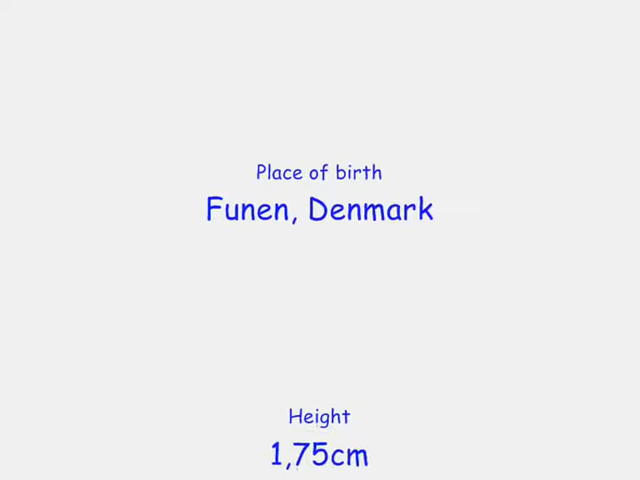 Place of birth
Funen, Denmark
Height
1,75cm